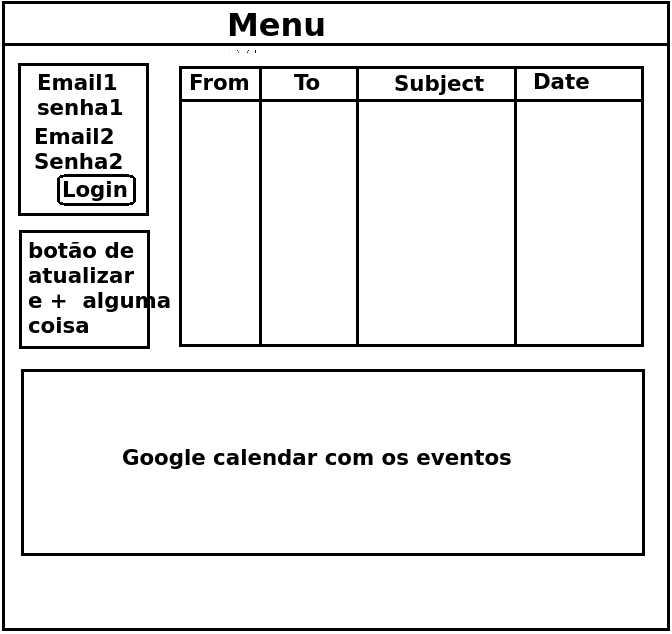 Menu
Email1
senha1
Email2
Senha2
Login
From To Subject Date
botão de
atualizar
e + alguma
coisa
Google calendar com os eventos